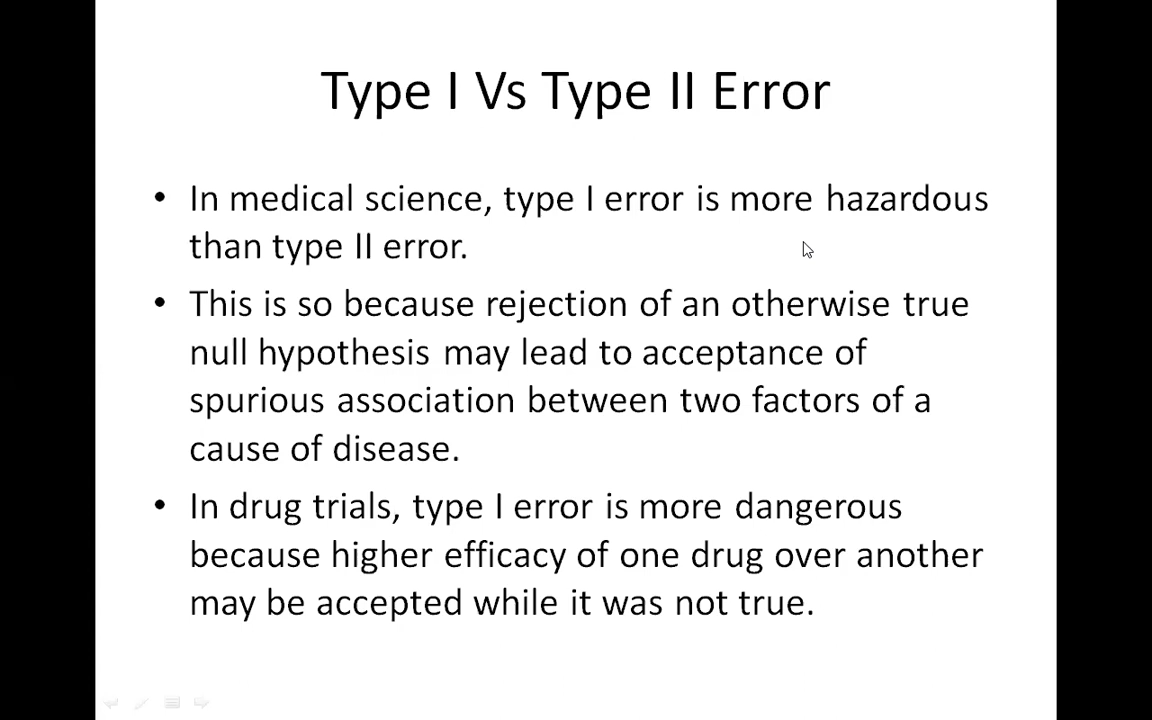 Type I Vs Type II Error
• In medical science, type I error is more hazardous
than type II error.
• This is so because rejection of an otherwise true
null hypothesis may lead to acceptance of
spurious association between two factors of a
cause of disease.
• In drug trials, type I error is more dangerous
because higher efficacy of one drug over another
may be accepted while it was not true.